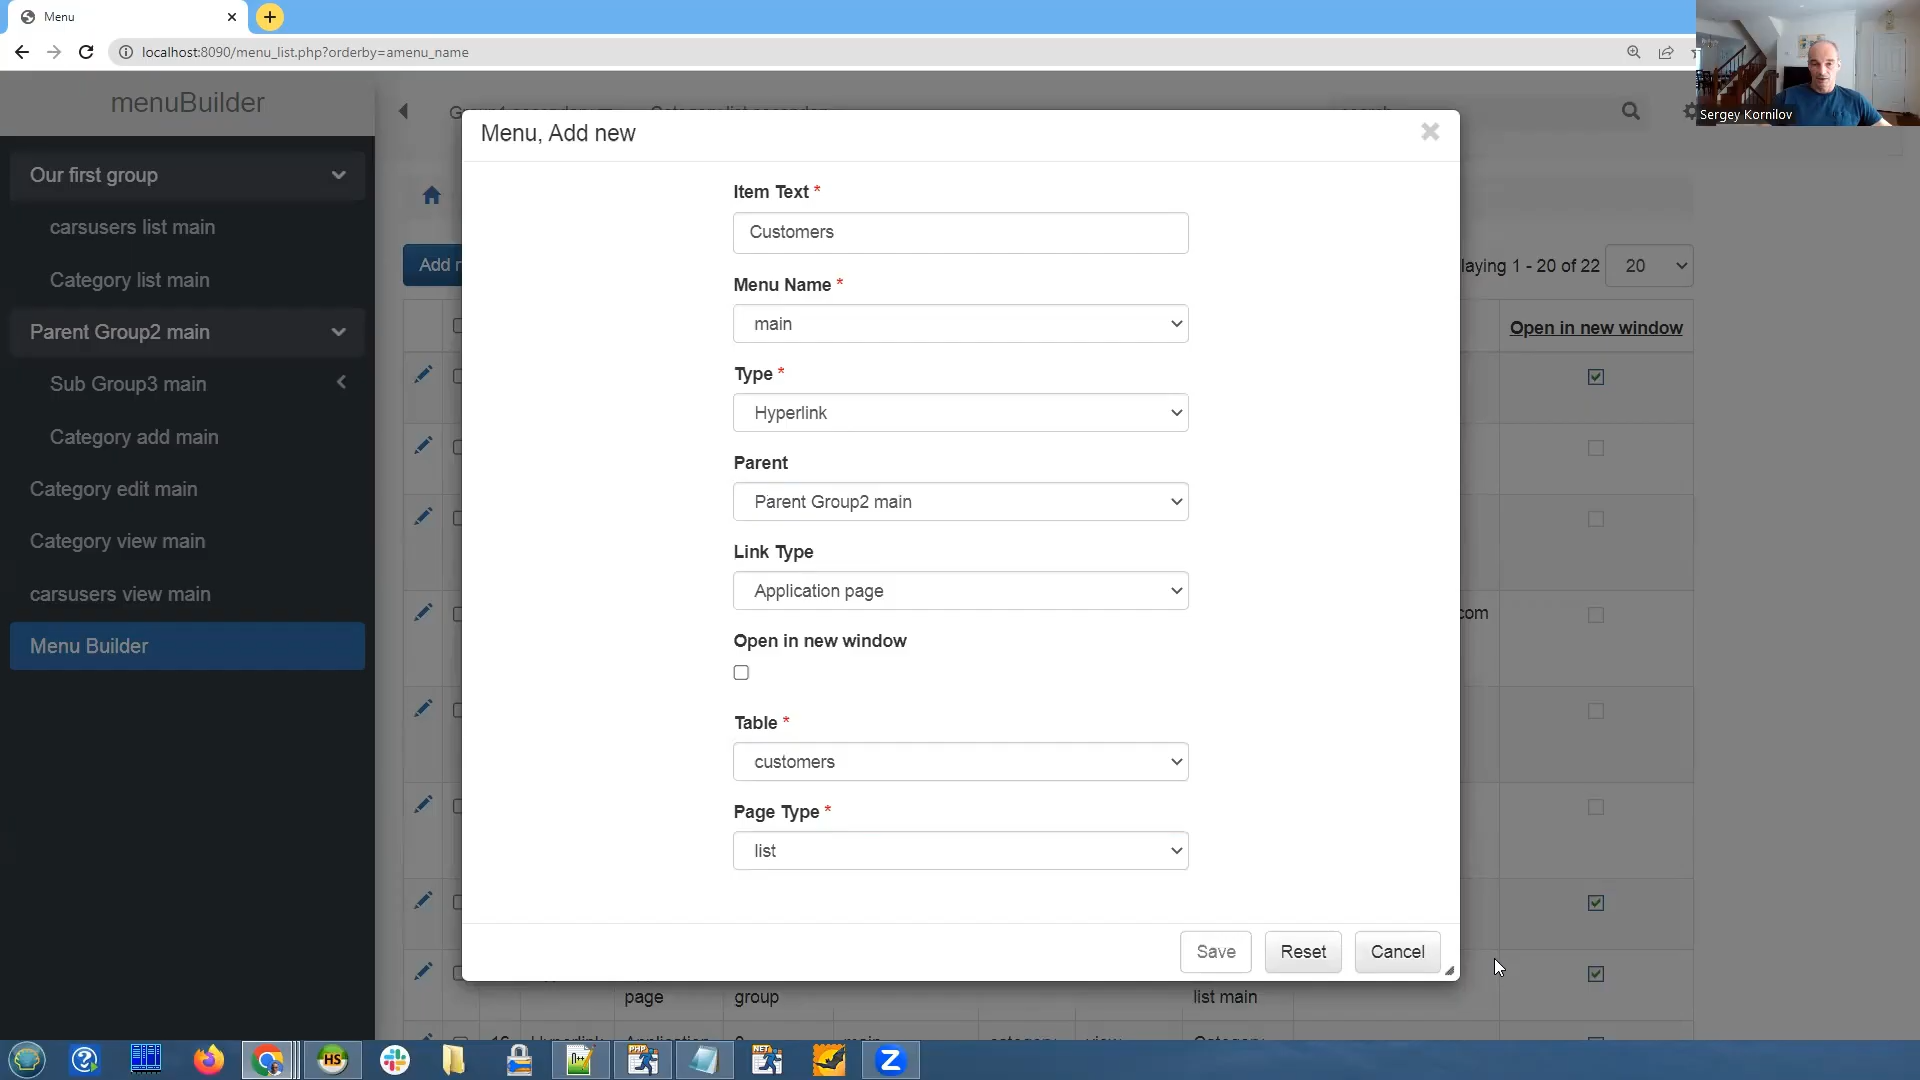 Menu
localhost:8090/menu_list.php?orderby=amenu_name
Sergey Kornilov
menuBuilder
Our first group
carsusers list main
Category list main
Parent Group2 main
Sub Group3 main
Category add main
Category edit main
Category view main
carsusers view main
Menu Builder
Add
laying 1 - 20 of 22
20
Open in new window
com
Menu, Add new
Item Text *
Customers
Menu Name *
main
Type *
Hyperlink
Parent
Parent Group2 main
Link Type
Application page
Open in new window
Table *
customers
Page Type *
list
Save
Reset
Cancel
page
group
list main